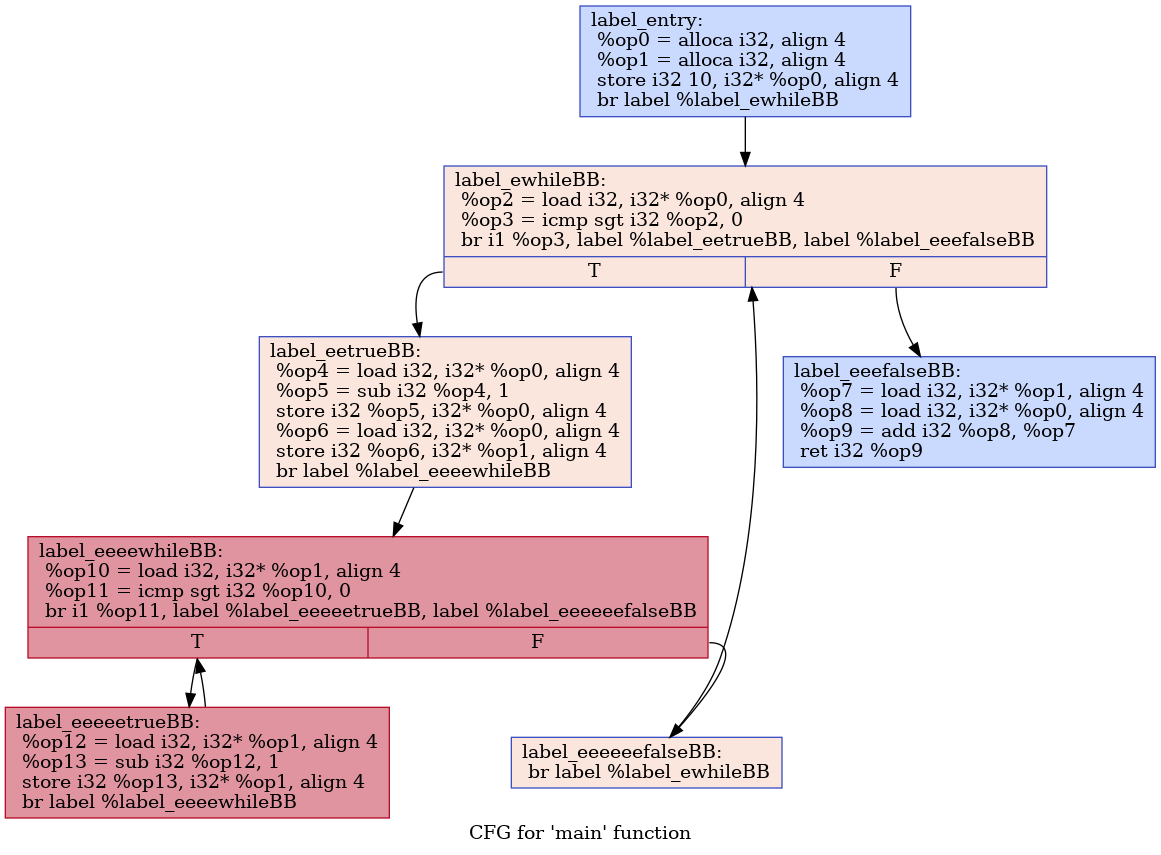 label_entry:
%op0 = alloca i32, align 4
%op1 = alloca i32, align 4
store i32 10, i32* %op0, align 4
br label %label_ewhileBB
label_ewhileBB:
%op2 = load i32, i32* %op0, align 4
%op3 = icmp sgt i32 %op2, 0
br i1 %op3, label %label_eetrueBB, label %label_eeefalseBB
T
F
label_eetrueBB:
%op4 = load i32, i32* %op0, align 4
%op5 = sub i32 %op4, 1
store i32 %op5, i32* %op0, align 4
%op6 = load i32, i32* %op0, align 4
store i32 %op6, i32* %op1, align 4
br label %label_eeeewhileBB
label_eeefalseBB:
%op7 = load i32, i32* %op1, align 4
%op8 = load i32, i32* %op0, align 4
%op9 = add i32 %op8, %op7
ret i32 %op9
label_eeeewhileBB:
%op10 = load i32, i32* %op1, align 4
%op11 = icmp sgt i32 %op10, 0
br i1 %op11, label %label_eeeeetrueBB, label %label_eeeeeefalseBB
T
F
label_eeeeetrueBB:
%op12 = load i32, i32* %op1, align 4
%op13 = sub i32 %op12, 1
store i32 %op13, i32* %op1, align 4
br label %label_eeeewhileBB
label_eeeeeefalseBB:
br label %label_ewhileBB
CFG for 'main' function